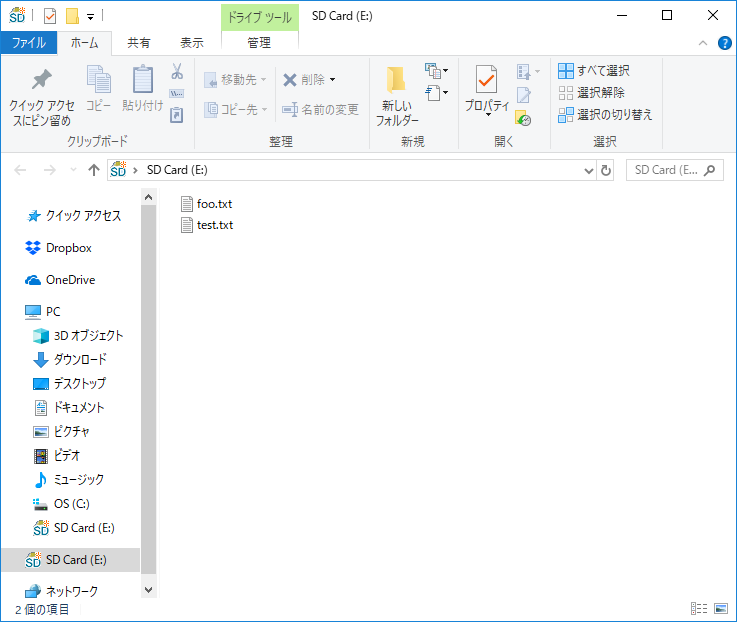 SD
ドライブ ツール
SD Card (E:)
ファイル
ホーム
共有
表示
管理
?
クイック アクセスにピン留め
コピー
貼り付け
移動先
削除
コピー先
名前の変更
新しい
フォルダー
プロパティ
すべて選択
選択解除
選択の切り替え
クリップボード
整理
新規
開く
選択
SD
SD Card (E:)
SD Card (E...
クイック アクセス
Dropbox
OneDrive
PC
3D オブジェクト
ダウンロード
デスクトップ
ドキュメント
ピクチャ
ビデオ
ミュージック
OS (C:)
SD SD Card (E:)
SD SD Card (E:)
ネットワーク
foo.txt
test.txt
2 個の項目